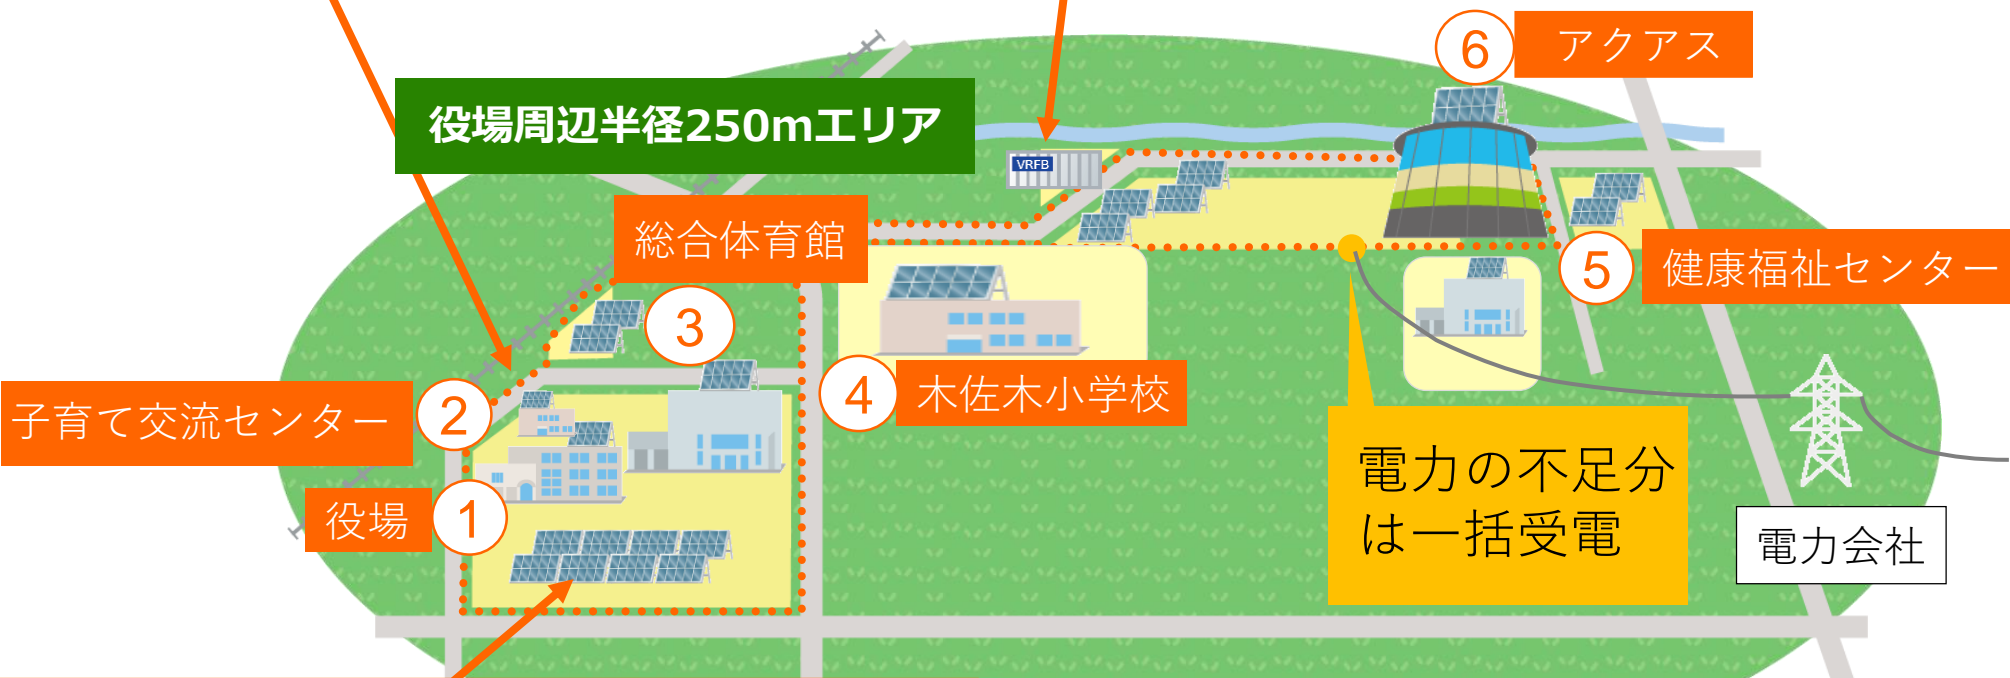 6
アクアス
役場周辺半径250mエリア
VRFB
総合体育館
5
健康福祉センター
3
子育て交流センター
2
4
木佐木小学校
電力の不足分
は一括受電
役場
1
電力会社